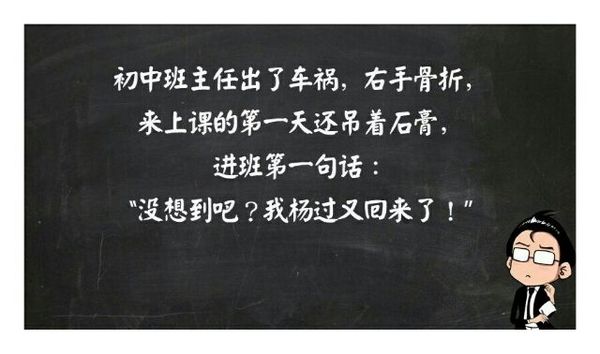 初中班主任出了车祸，右手骨折，
来上课的第一天还吊着石膏，
进班第一句话：
“没想到吧？我杨过又回来了！”